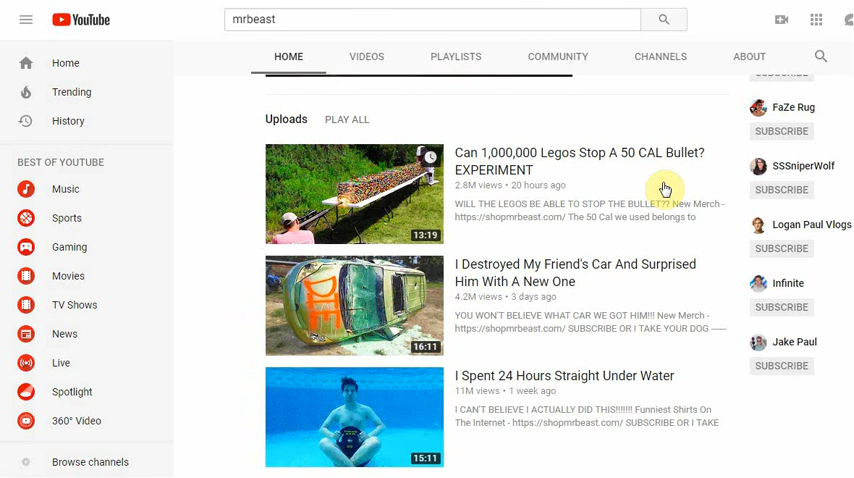 YouTube
mrbeast
HOME VIDEOS PLAYLISTS COMMUNITY CHANNELS ABOUT
Home
Trending
History
BEST OF YOUTUBE
Music
Sports
Gaming
Movies
TV Shows
News
Live
Spotlight
360° Video
Browse channels
Uploads PLAY ALL
13:19
Can 1,000,000 Legos Stop A 50 CAL Bullet?
EXPERIMENT
2.8M views • 20 hours ago
WILL THE LEGOS BE ABLE TO STOP THE BULLET?? New Merch -
https://shopmrbeast.com/ The 50 Cal we used belongs to
DIE
16:11
I Destroyed My Friend's Car And Surprised
Him With A New One
4.2M views • 3 days ago
YOU WON'T BELIEVE WHAT CAR WE GOT HIM!!! New Merch -
https://shopmrbeast.com/ SUBSCRIBE OR I TAKE YOUR DOG ——
15:11
I Spent 24 Hours Straight Under Water
11M views • 1 week ago
I CAN'T BELIEVE I ACTUALLY DID THIS!!!!!!! Funniest Shirts On
The Internet - https://shopmrbeast.com/ SUBSCRIBE OR I TAKE
SUBSCRIBE
FaZe Rug
SUBSCRIBE
SSSniperWolf
SUBSCRIBE
Logan Paul Vlogs
SUBSCRIBE
Infinite
SUBSCRIBE
Jake Paul
SUBSCRIBE